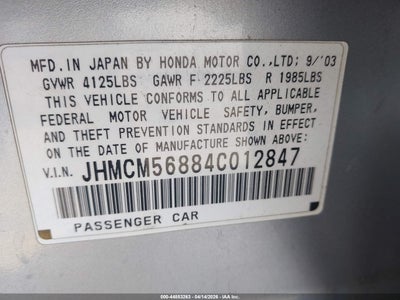 MFD. IN JAPAN BY HONDA MOTOR CO., LTD; 9/'03
GVWR 4125LBS GAWR F 2225LBS R 1985LBS
THIS VEHICLE CONFORMS TO ALL APPLICABLE
FEDERAL MOTOR VEHICLE SAFETY, BUMPER,
AND THEFT PREVENTION STANDARDS IN EFFECT
ON THE DATE OF MANUFACTURE SHOWN ABOVE:
V.I.N. JHMCM56884C012847
PASSENGER CAR
000-44693263 04/14/2026 IAA, Inc.